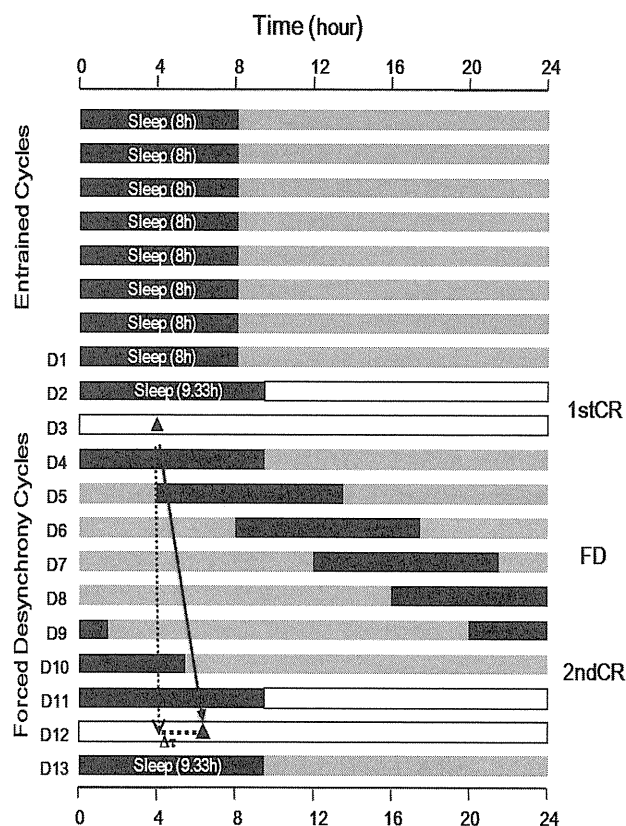 Time (hour)
0 4 8 12 16 20 24
Entrained Cycles
Sleep (8h)
Sleep (8h)
Sleep (8h)
Sleep (8h)
Sleep (8h)
Sleep (8h)
Sleep (8h)
D1 Sleep (8h)
D2 Sleep (9.33h)
1stCR
D3
Forced Desynchrony Cycles
D4
D5
D6
D7
FD
D8
D9
D10
2ndCR
D11
D12
Δτ
D13 Sleep (9.33h)
0 4 8 12 16 20 24